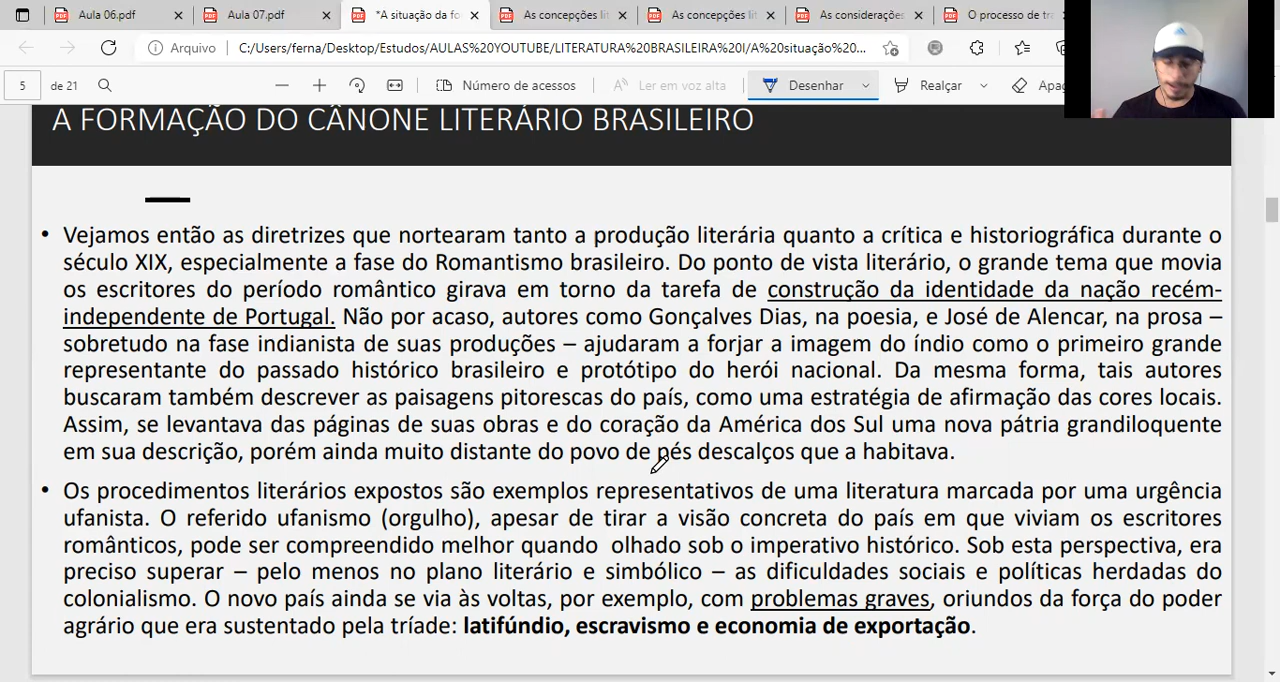 Aula 06.pdf
Aula 07.pdf
*A situação da fo
As concepções lit
As concepções lit
As considerações
O processo de tra
Arquivo
C:/Users/ferna/Desktop/Estudos/AULAS%20YOUTUBE/LITERATURA%20BRASILEIRA%20I/A%20situação%20...
5 de 21
Número de acessos
Ler em voz alta
Desenhar
Realçar
Apag
A FORMAÇÃO DO CÂNONE LITERÁRIO BRASILEIRO
• Vejamos então as diretrizes que nortearam tanto a produção literária quanto a crítica e historiográfica durante o
século XIX, especialmente a fase do Romantismo brasileiro. Do ponto de vista literário, o grande tema que movia
os escritores do período romântico girava em torno da tarefa de construção da identidade da nação recém-
independente de Portugal. Não por acaso, autores como Gonçalves Dias, na poesia, e José de Alencar, na prosa –
sobretudo na fase indianista de suas produções – ajudaram a forjar a imagem do índio como o primeiro grande
representante do passado histórico brasileiro e protótipo do herói nacional. Da mesma forma, tais autores
buscaram também descrever as paisagens pitorescas do país, como uma estratégia de afirmação das cores locais.
Assim, se levantava das páginas de suas obras e do coração da América dos Sul uma nova pátria grandiloquente
em sua descrição, porém ainda muito distante do povo de pés descalços que a habitava.
• Os procedimentos literários expostos são exemplos representativos de uma literatura marcada por uma urgência
ufanista. O referido ufanismo (orgulho), apesar de tirar a visão concreta do país em que viviam os escritores
românticos, pode ser compreendido melhor quando olhado sob o imperativo histórico. Sob esta perspectiva, era
preciso superar – pelo menos no plano literário e simbólico – as dificuldades sociais e políticas herdadas do
colonialismo. O novo país ainda se via às voltas, por exemplo, com problemas graves, oriundos da força do poder
agrário que era sustentado pela tríade: latifúndio, escravismo e economia de exportação.